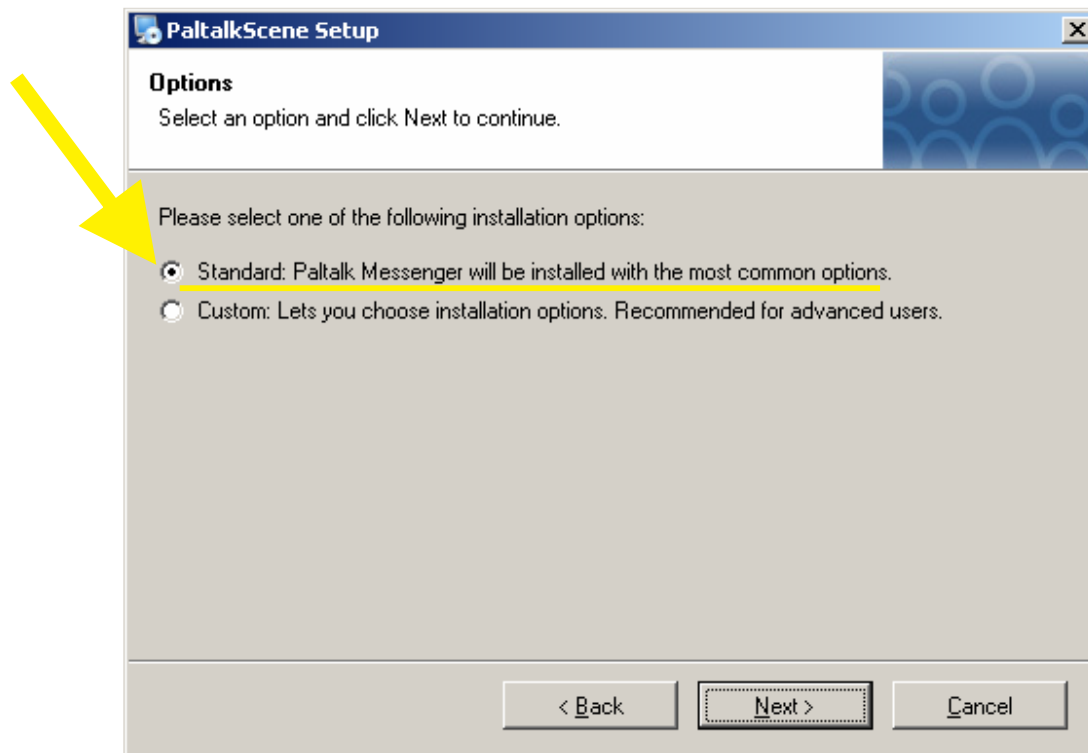 PaltalkScene Setup
Options
Select an option and click Next to continue.
Please select one of the following installation options:
Standard: Paltalk Messenger will be installed with the most common options.
Custom: Lets you choose installation options. Recommended for advanced users.
< Back
Next >
Cancel